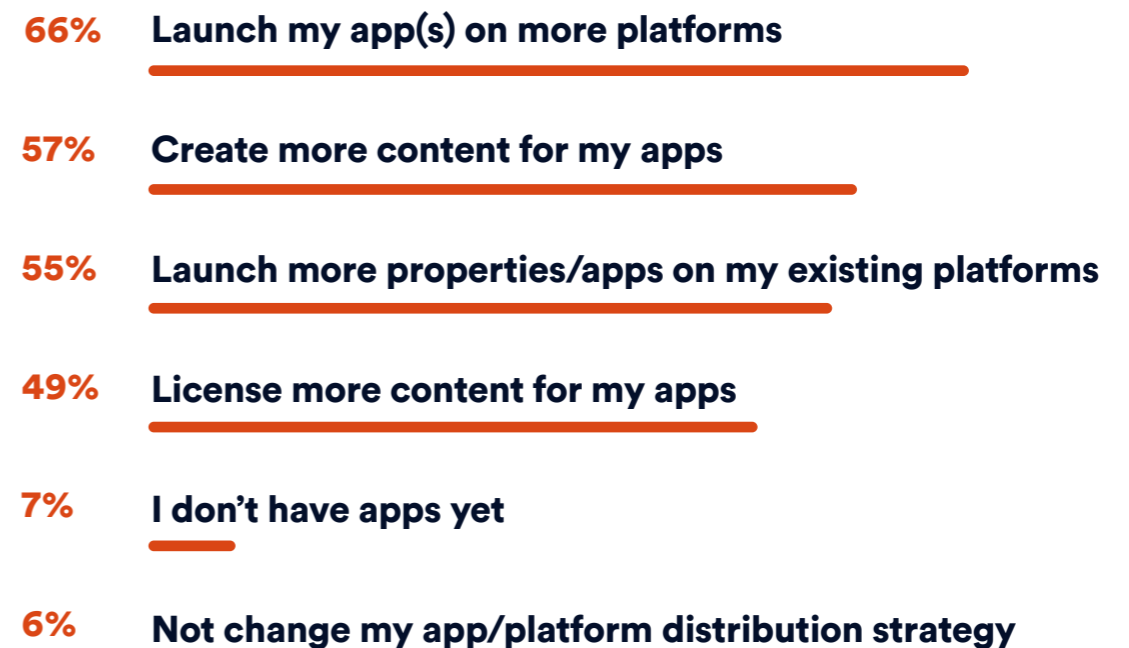 66% Launch my app(s) on more platforms
57% Create more content for my apps
55% Launch more properties/apps on my existing platforms
49% License more content for my apps
7% I don’t have apps yet
6% Not change my app/platform distribution strategy